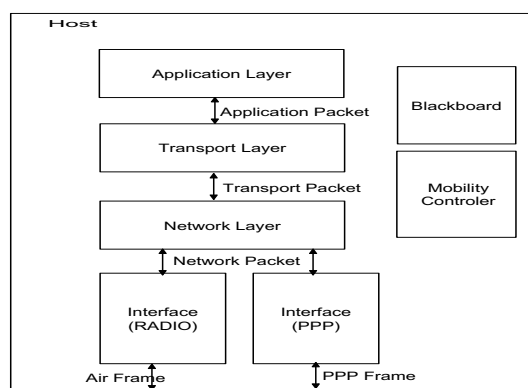 Host
Application Layer
Application Packet
Blackboard
Transport Layer
Transport Packet
Mobility
Controler
Network Layer
Network Packet
Interface
(RADIO)
Interface
(PPP)
Air Frame
PPP Frame